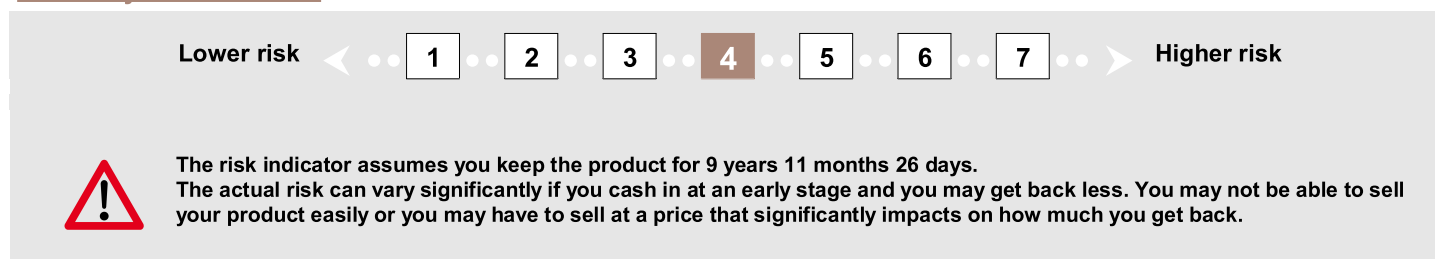 Lower risk 1 2 3 4 5 6 7 Higher risk
The risk indicator assumes you keep the product for 9 years 11 months 26 days.
The actual risk can vary significantly if you cash in at an early stage and you may get back less. You may not be able to sell
your product easily or you may have to sell at a price that significantly impacts on how much you get back.